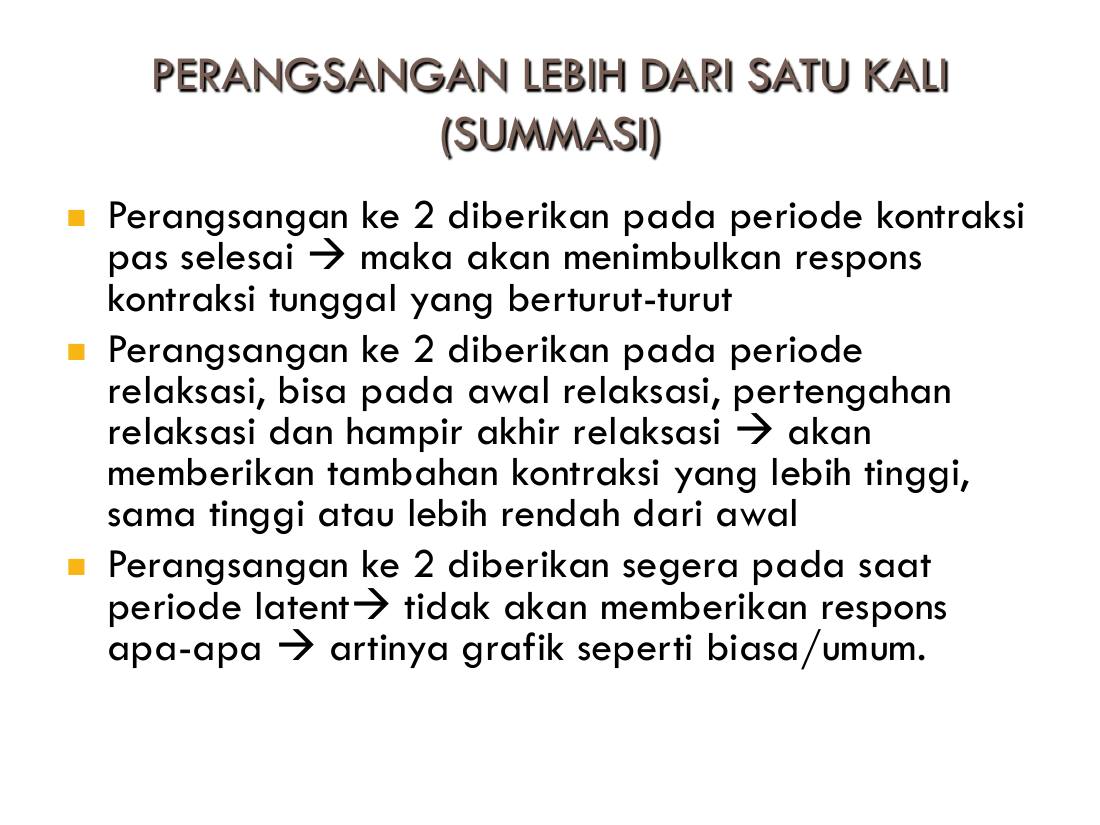 PERANGSANGAN LEBIH DARI SATU KALI
(SUMMASI)
■ Perangsangan ke 2 diberikan pada periode kontraksi
pas selesai → maka akan menimbulkan respons
kontraksi tunggal yang berturut-turut
■ Perangsangan ke 2 diberikan pada periode
relaksasi, bisa pada awal relaksasi, pertengahan
relaksasi dan hampir akhir relaksasi → akan
memberikan tambahan kontraksi yang lebih tinggi,
sama tinggi atau lebih rendah dari awal
■ Perangsangan ke 2 diberikan segera pada saat
periode latent→ tidak akan memberikan respons
apa-apa → artinya grafik seperti biasa/umum.